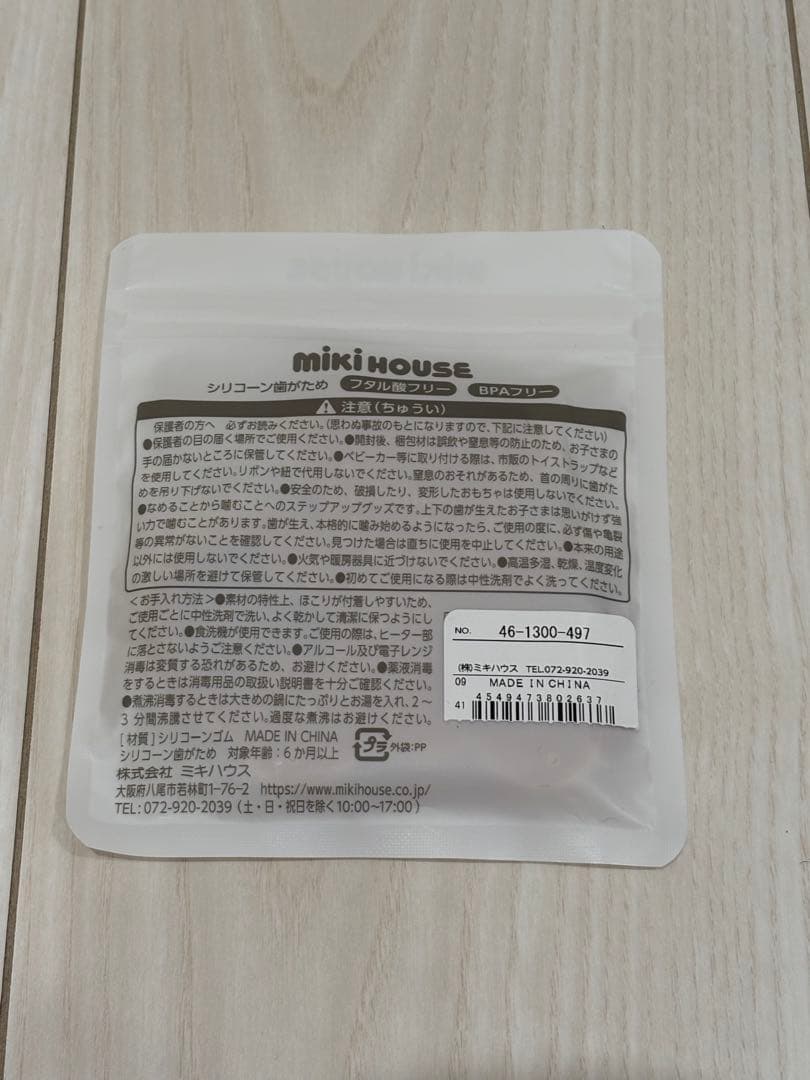 miki HOUSE
シリコーン歯がため フタル酸フリー BPAフリー
注意(ちゅうい)
保護者の方へ 必ずお読みください。(思わぬ事故のもとになりますので、下記に注意してください)
●保護者の目の届く場所でご使用ください。●開封後、梱包材は誤飲や窒息等の防止のため、お子さまの
手の届かないところに保管してください。●ベビーカー等に取り付ける際は、市販のトイストラップなど
を使用してください。リボンや紐で代用しないでください。窒息のおそれがあるため、首の周りに歯がた
めを吊り下げないでください。●安全のため、破損したり、変形したおもちゃは使用しないでください。
●なめることから噛むことへのステップアップグッズです。上下の歯が生えたお子さまは思いがけず強
い力で噛むことがあります。歯が生え、本格的に噛み始めるようになったら、ご使用の度に、必ず傷や亀裂
等の異常がないことを確認してください。見つけた場合は直ちに使用を中止してください。●本来の用途
以外には使用しないでください。●火気や暖房器具に近づけないでください。●高温多湿、乾燥、温度変化
の激しい場所を避けて保管してください。●初めてご使用になる際は中性洗剤でよく洗ってください。
<お手入れ方法>●素材の特性上、ほこりが付着しやすいため、
ご使用ごとに中性洗剤で洗い、よく乾かして清潔に保つようにし
てください。●食洗機が使用できます。ご使用の際は、ヒーター部
に落とさないようご注意ください。●アルコール及び電子レンジ
消毒は変質する恐れがあるため、お避けください。●薬液消毒
をするときは消毒用品の取扱い説明書を十分ご確認ください。
●煮沸消毒するときは大きめの鍋にたっぷりとお湯を入れ、2~
3分間沸騰させてください。過度な煮沸はお避けください。
[材質]シリコーンゴム MADE IN CHINA
シリコーン歯がため 対象年齢:6か月以上
プラ 外袋:PP
株式会社 ミキハウス
大阪府八尾市若林町1-76-2 https://www.mikihouse.co.jp/
TEL:072-920-2039(土・日・祝日を除く10:00~17:00)
NO. 46-1300-497
(株)ミキハウス TEL.072-920-2039
09 MADE IN CHINA
41 4549473802637